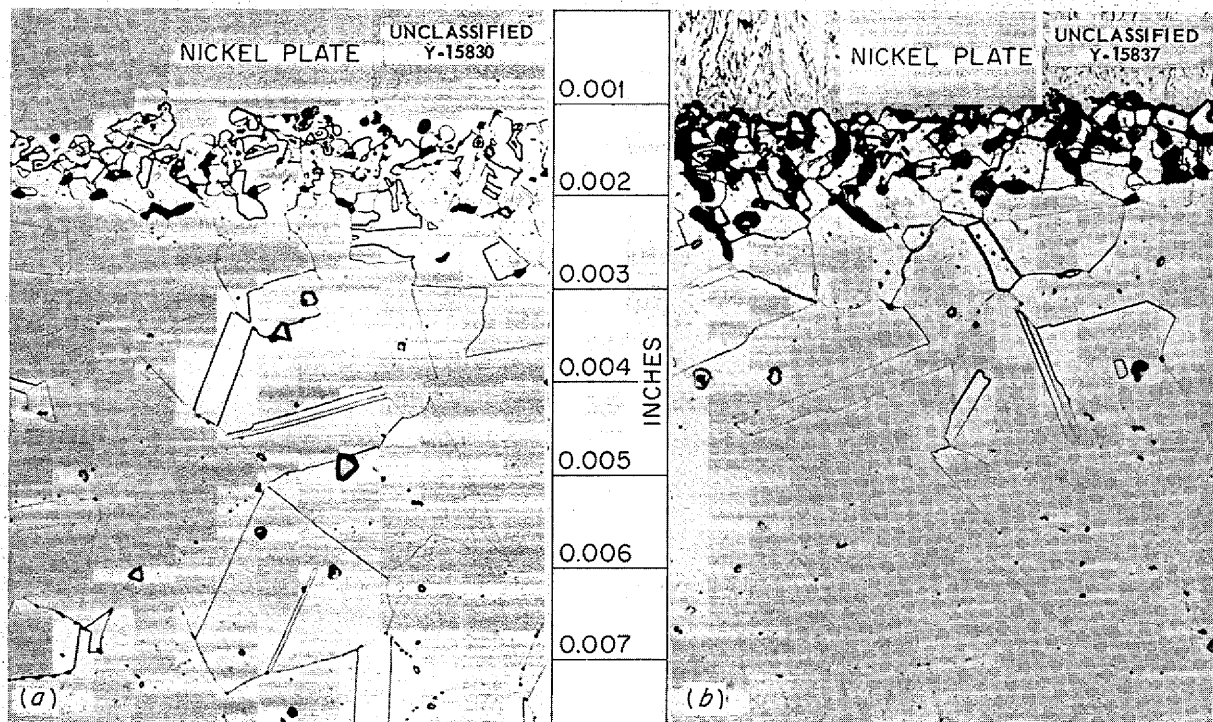 NICKEL PLATE
UNCLASSIFIED
Y-15830
0.001
0.002
0.003
0.004
INCHES
0.005
0.006
0.007
(a)
NICKEL PLATE
UNCLASSIFIED
Y-15837
(b)